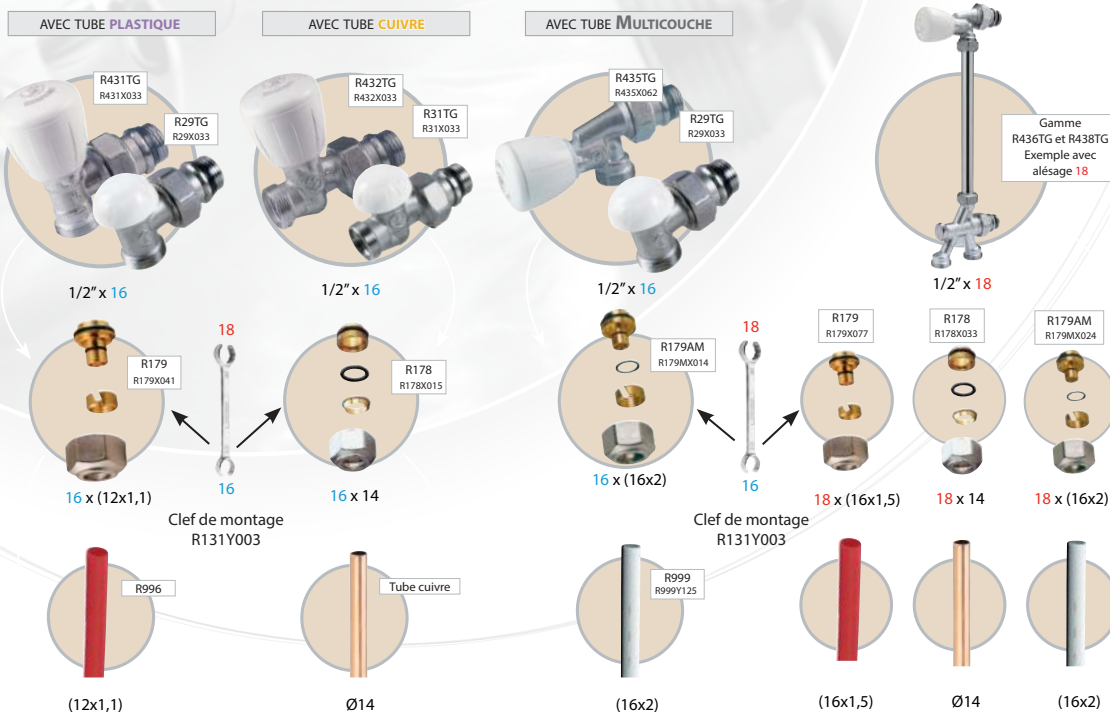 AVEC TUBE PLASTIQUE
AVEC TUBE CUIVRE
AVEC TUBE MULTICOUCHE
R431TG
R431X033
R29TG
R29X033
1/2” x 16
R432TG
R432X033
R31TG
R31X033
1/2” x 16
R435TG
R435X062
R29TG
R29X033
1/2” x 16
Gamme
R436TG et R438TG
Exemple avec
alésage 18
1/2” x 18
R179
R179X041
16 x (12x1,1)
18
16
Clef de montage
R131Y003
R178
R178X015
16 x 14
R179AM
R179MX014
16 x (16x2)
18
16
Clef de montage
R131Y003
R179
R179X077
18 x (16x1,5)
R178
R178X033
18 x 14
R179AM
R179MX024
18 x (16x2)
R996
(12x1,1)
Tube cuivre
Ø14
R999
R999Y125
(16x2)
(16x1,5)
Ø14
(16x2)